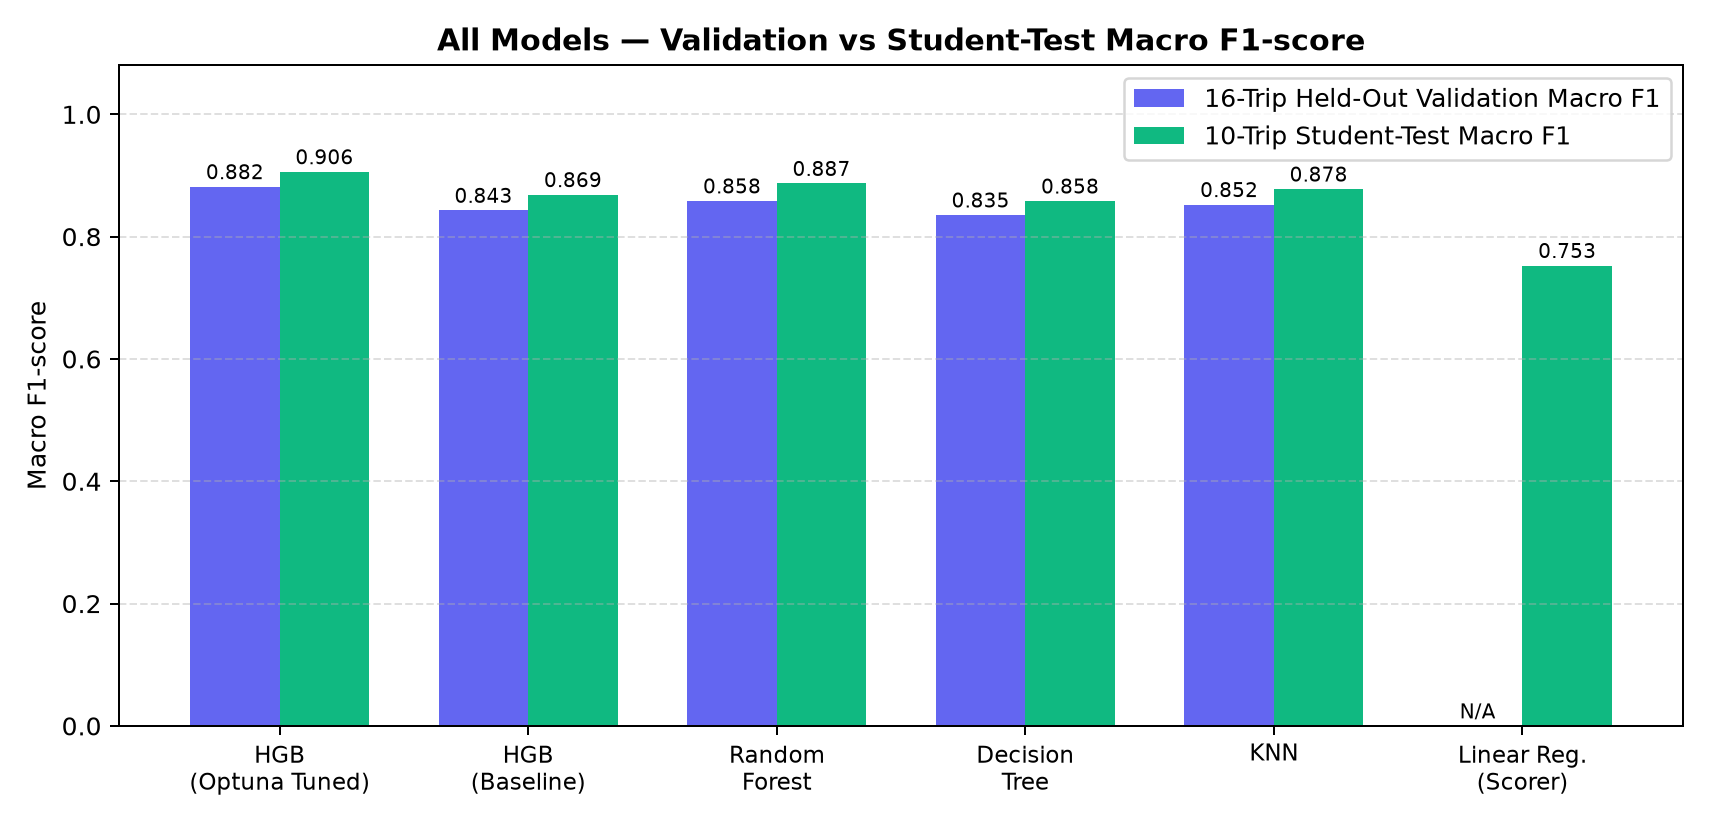 All Models — Validation vs Student-Test Macro F1-score
16-Trip Held-Out Validation Macro F1
10-Trip Student-Test Macro F1
Macro F1-score
1.0
0.8
0.6
0.4
0.2
0.0
0.882
0.906
0.843
0.869
0.858
0.887
0.835
0.858
0.852
0.878
N/A
0.753
HGB
(Optuna Tuned)
HGB
(Baseline)
Random
Forest
Decision
Tree
KNN
Linear Reg.
(Scorer)